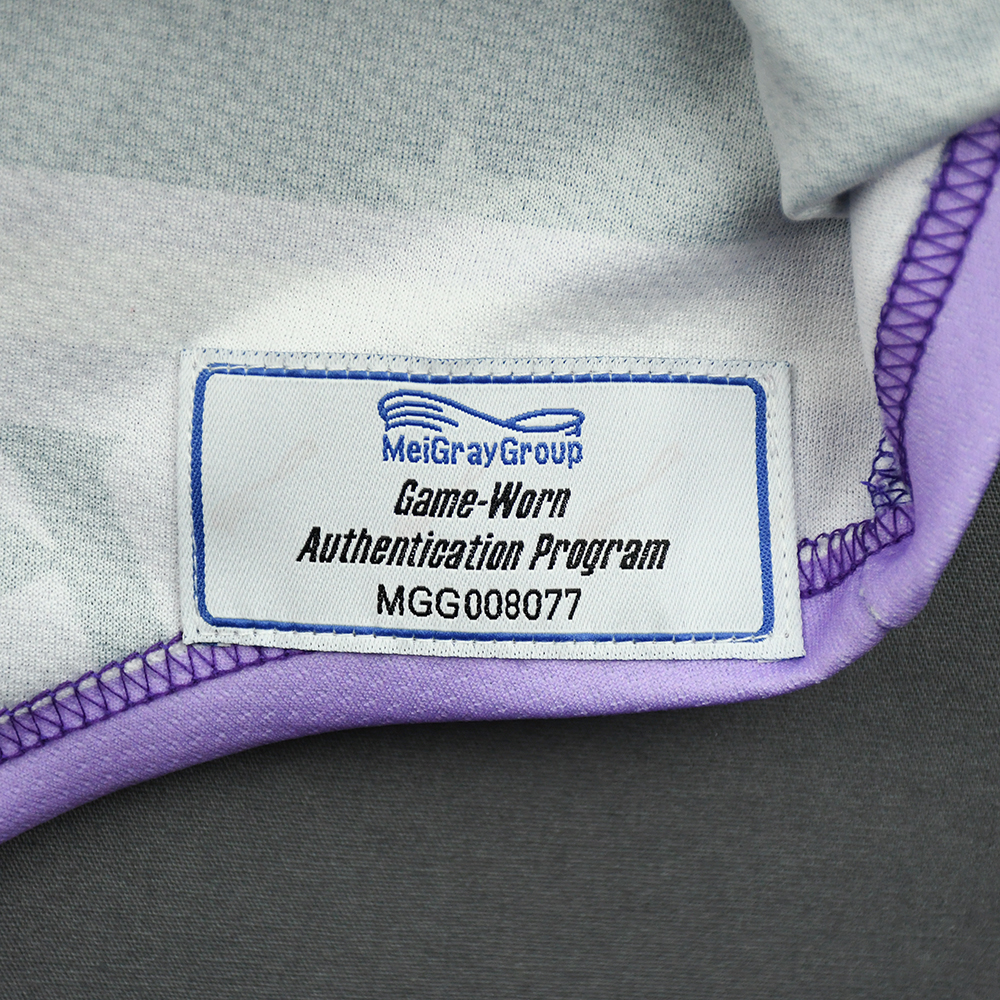 MeiGrayGroup
Game-Worn
Authentication Program
MGG008077